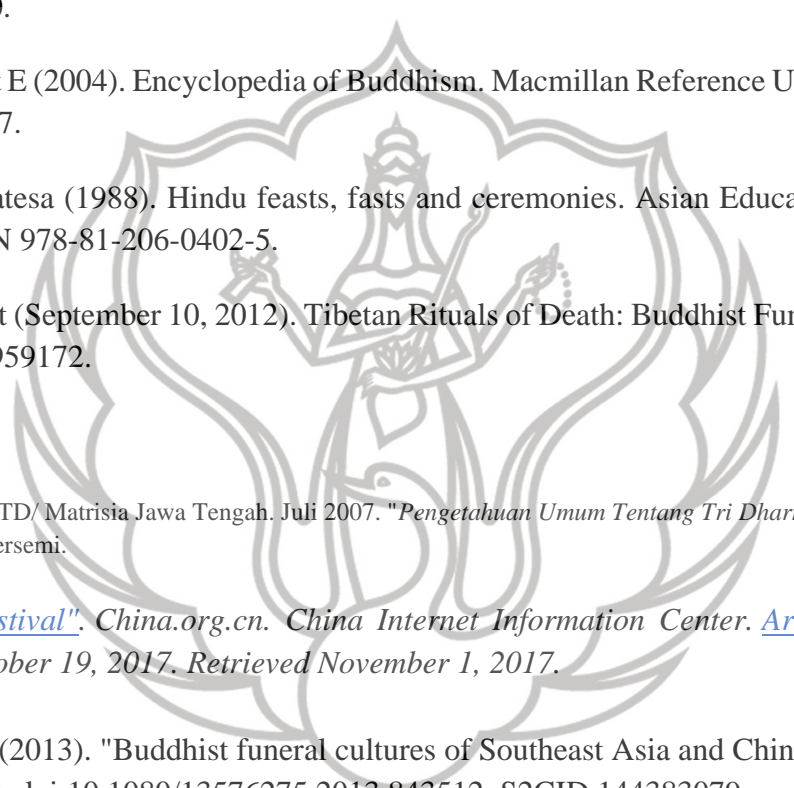 E (2004). Encyclopedia of Buddhism. Macmillan Reference U
7.
atesa (1988). Hindu feasts, fasts and ceremonies. Asian Educa
N 978-81-206-0402-5.
t (September 10, 2012). Tibetan Rituals of Death: Buddhist Fun
959172.
TD/ Matrisia Jawa Tengah. Juli 2007. "Pengetahuan Umum Tentang Tri Dhar
ersemi.
stival". China.org.cn. China Internet Information Center. Ar
ober 19, 2017. Retrieved November 1, 2017.
(2013). "Buddhist funeral cultures of Southeast Asia and Chin